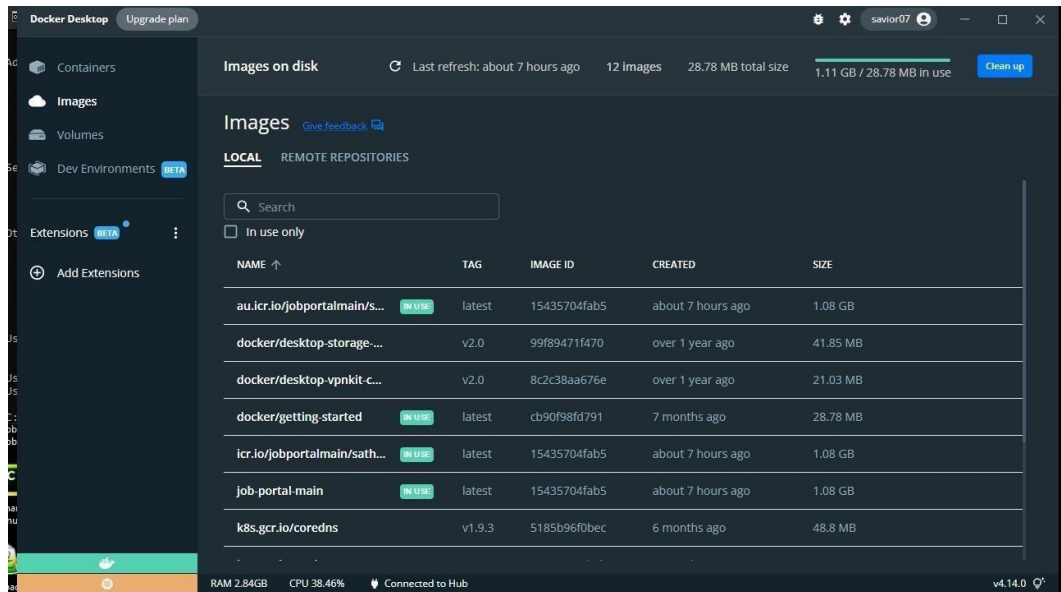 Docker Desktop Upgrade plan savior07
Containers
Images
Volumes
Dev Environments BETA
Extensions BETA
Add Extensions
Images on disk Last refresh: about 7 hours ago 12 images 28.78 MB total size 1.11 GB / 28.78 MB in use Clean up
Images Give feedback
LOCAL REMOTE REPOSITORIES
Search
In use only
NAME TAG IMAGE ID CREATED SIZE
au.icr.io/jobportalmain/s... IN USE latest 15435704fab5 about 7 hours ago 1.08 GB
docker/desktop-storage-... v2.0 99f89471f470 over 1 year ago 41.85 MB
docker/desktop-vpnkit-c... v2.0 8c2c38aa676e over 1 year ago 21.03 MB
docker/getting-started IN USE latest cb90f98fd791 7 months ago 28.78 MB
icr.io/jobportalmain/sath... IN USE latest 15435704fab5 about 7 hours ago 1.08 GB
job-portal-main IN USE latest 15435704fab5 about 7 hours ago 1.08 GB
k8s.gcr.io/coredns v1.9.3 5185b96f0bec 6 months ago 48.8 MB
RAM 2.84GB CPU 38.46% Connected to Hub v4.14.0